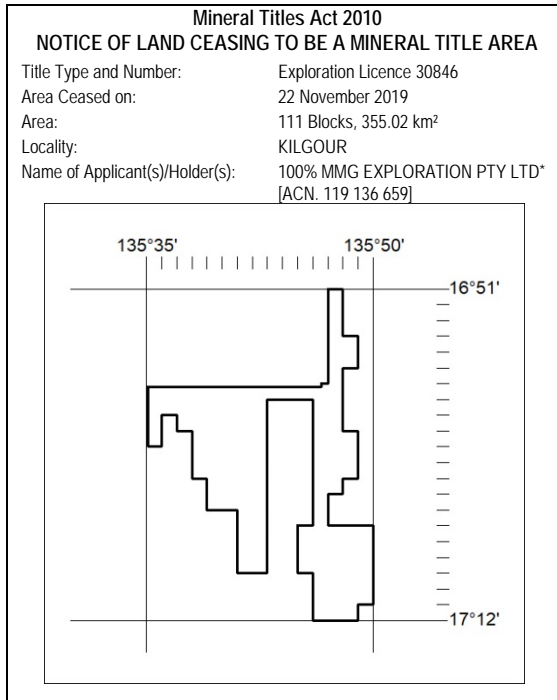 Mineral Titles Act 2010
NOTICE OF LAND CEASING TO BE A MINERAL TITLE AREA
Title Type and Number: Exploration Licence 30846
Area Ceased on: 22 November 2019
Area: 111 Blocks, 355.02 km²
Locality: KILGOUR
Name of Applicant(s)/Holder(s): 100% MMG EXPLORATION PTY LTD*
[ACN. 119 136 659]
135°35' 135°50'
16°51'
17°12'